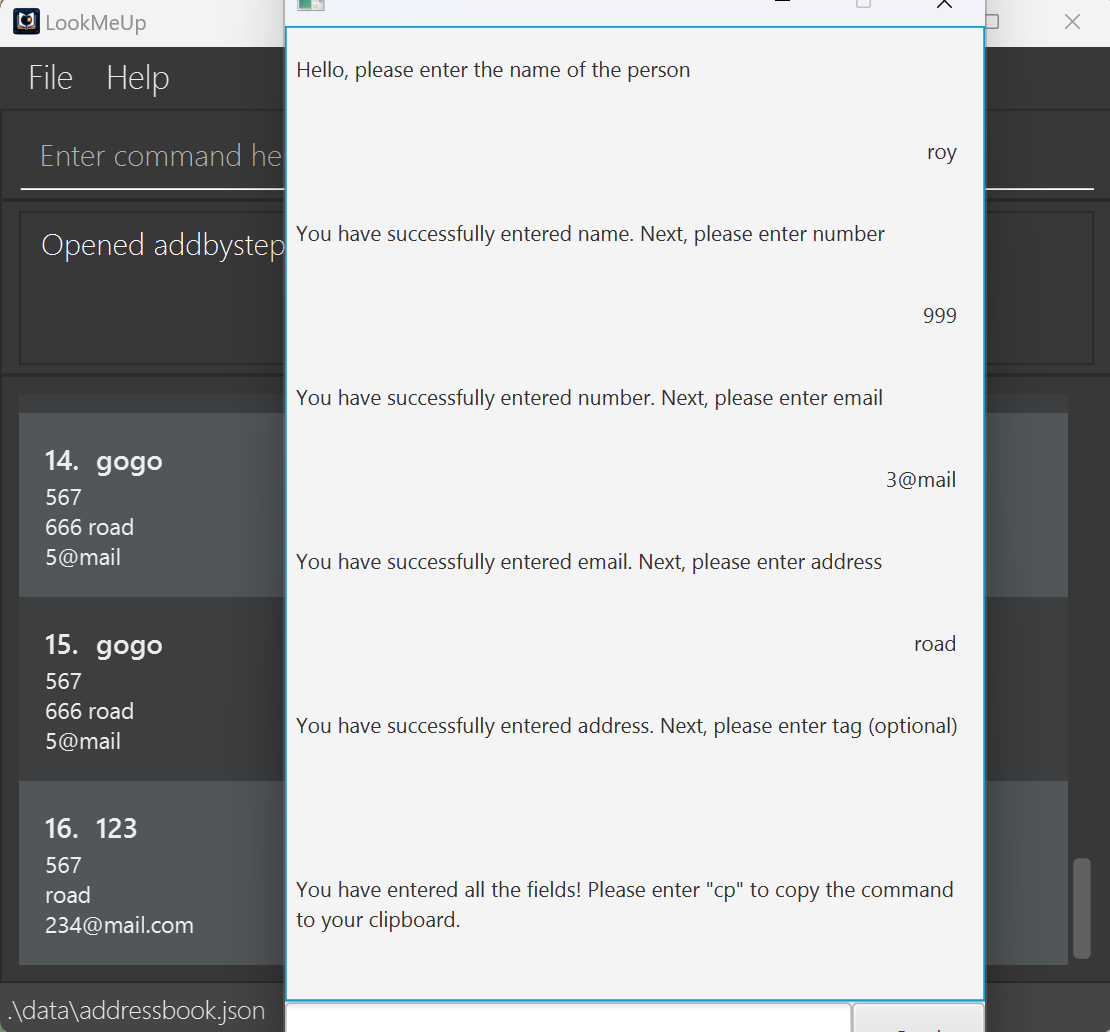 LookMeUp
File Help
Enter command he
Opened addbystep
14. gogo
567
666 road
5@mail
15. gogo
567
666 road
5@mail
16. 123
567
road
234@mail.com
.\data\addressbook.json
Hello, please enter the name of the person
roy
You have successfully entered name. Next, please enter number
999
You have successfully entered number. Next, please enter email
3@mail
You have successfully entered email. Next, please enter address
road
You have successfully entered address. Next, please enter tag (optional)
You have entered all the fields! Please enter "cp" to copy the command
to your clipboard.